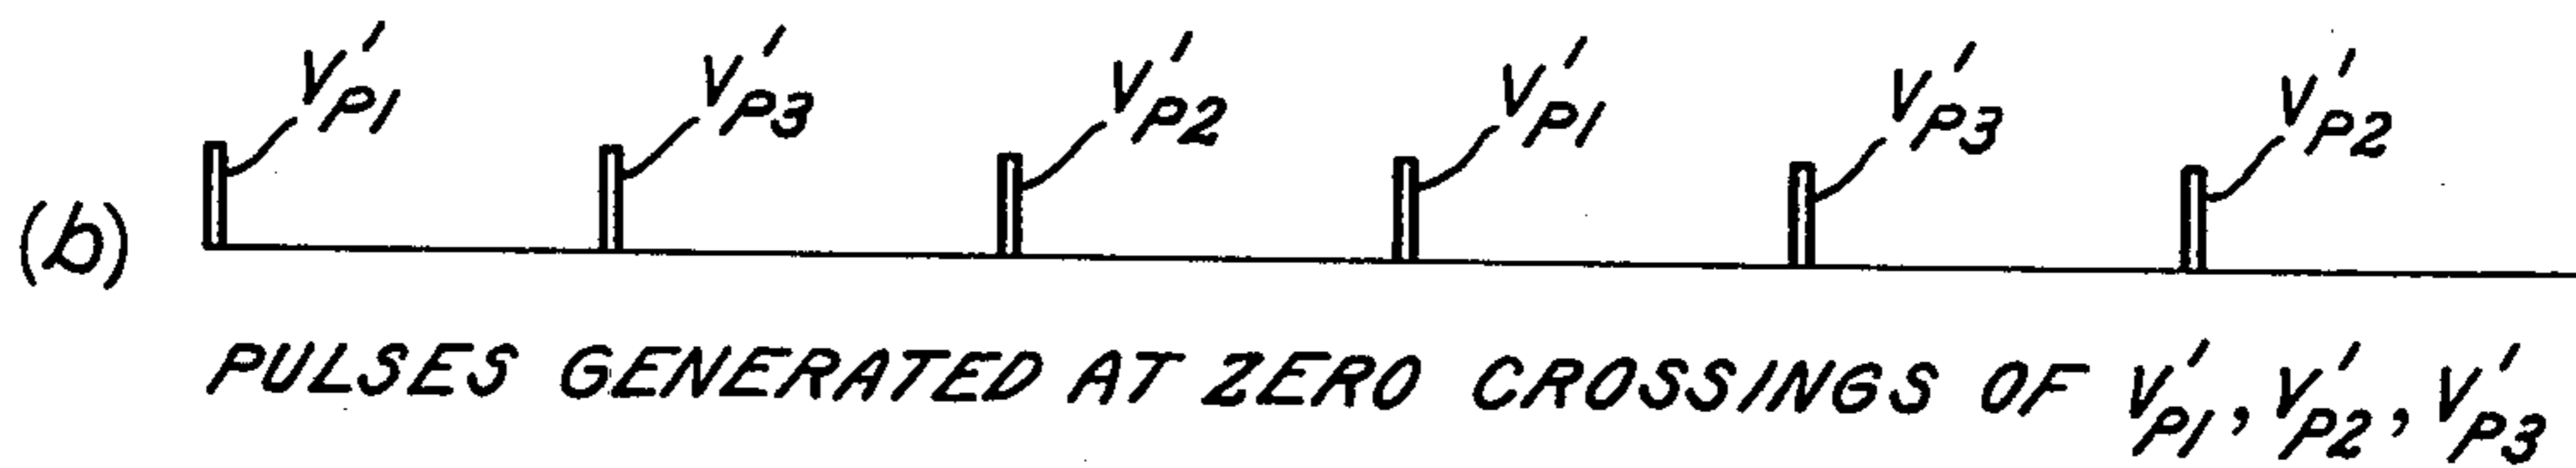 V'P1 V'P3 V'P2 V'P1 V'P3 V'P2
(b)
PULSES GENERATED AT ZERO CROSSINGS OF V'P1, V'P2, V'P3